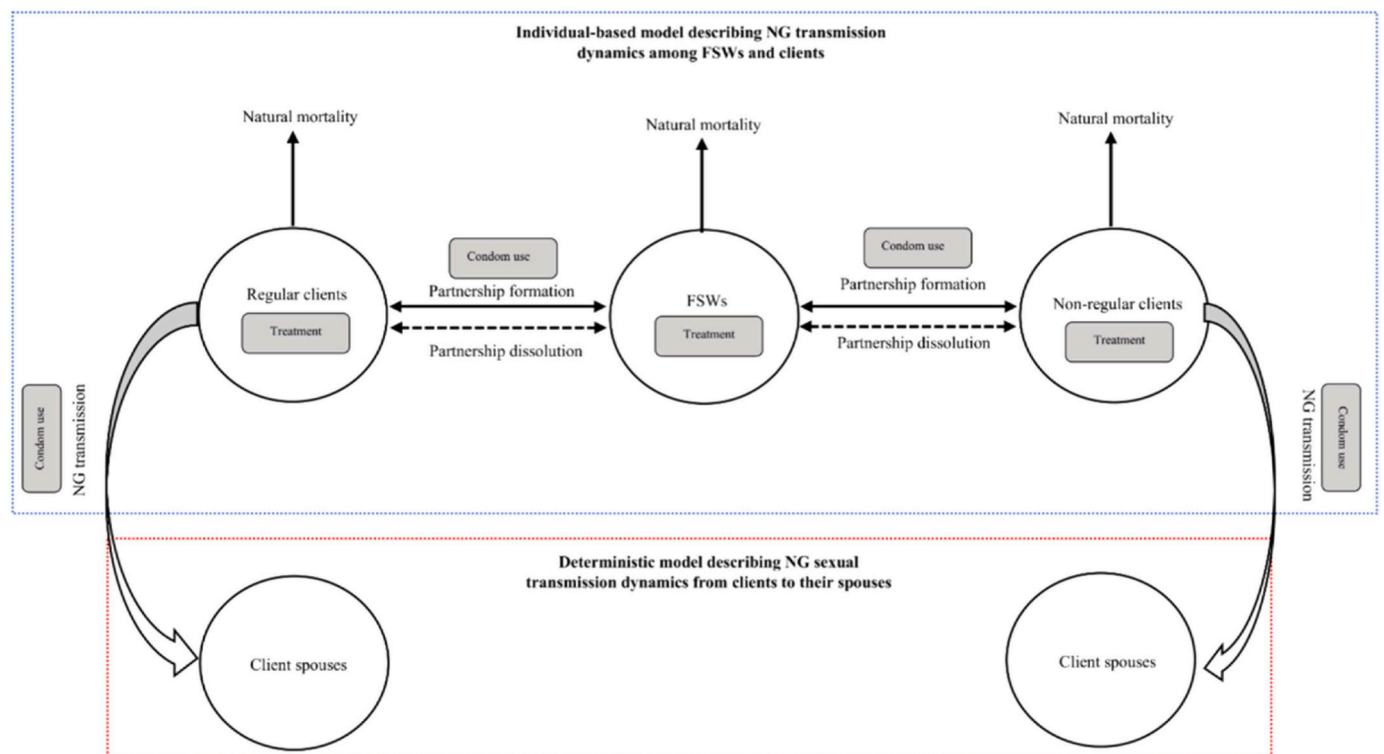 Individual-based model describing NG transmission
dynamics among FSWs and clients
Natural mortality
Natural mortality
Natural mortality
Condom use
Partnership formation
Partnership dissolution
Condom use
Partnership formation
Partnership dissolution
Regular clients
Treatment
FSWs
Treatment
Non-regular clients
Treatment
Condom use
NG transmission
NG transmission
Condom use
Deterministic model describing NG sexual
transmission dynamics from clients to their spouses
Client spouses
Client spouses